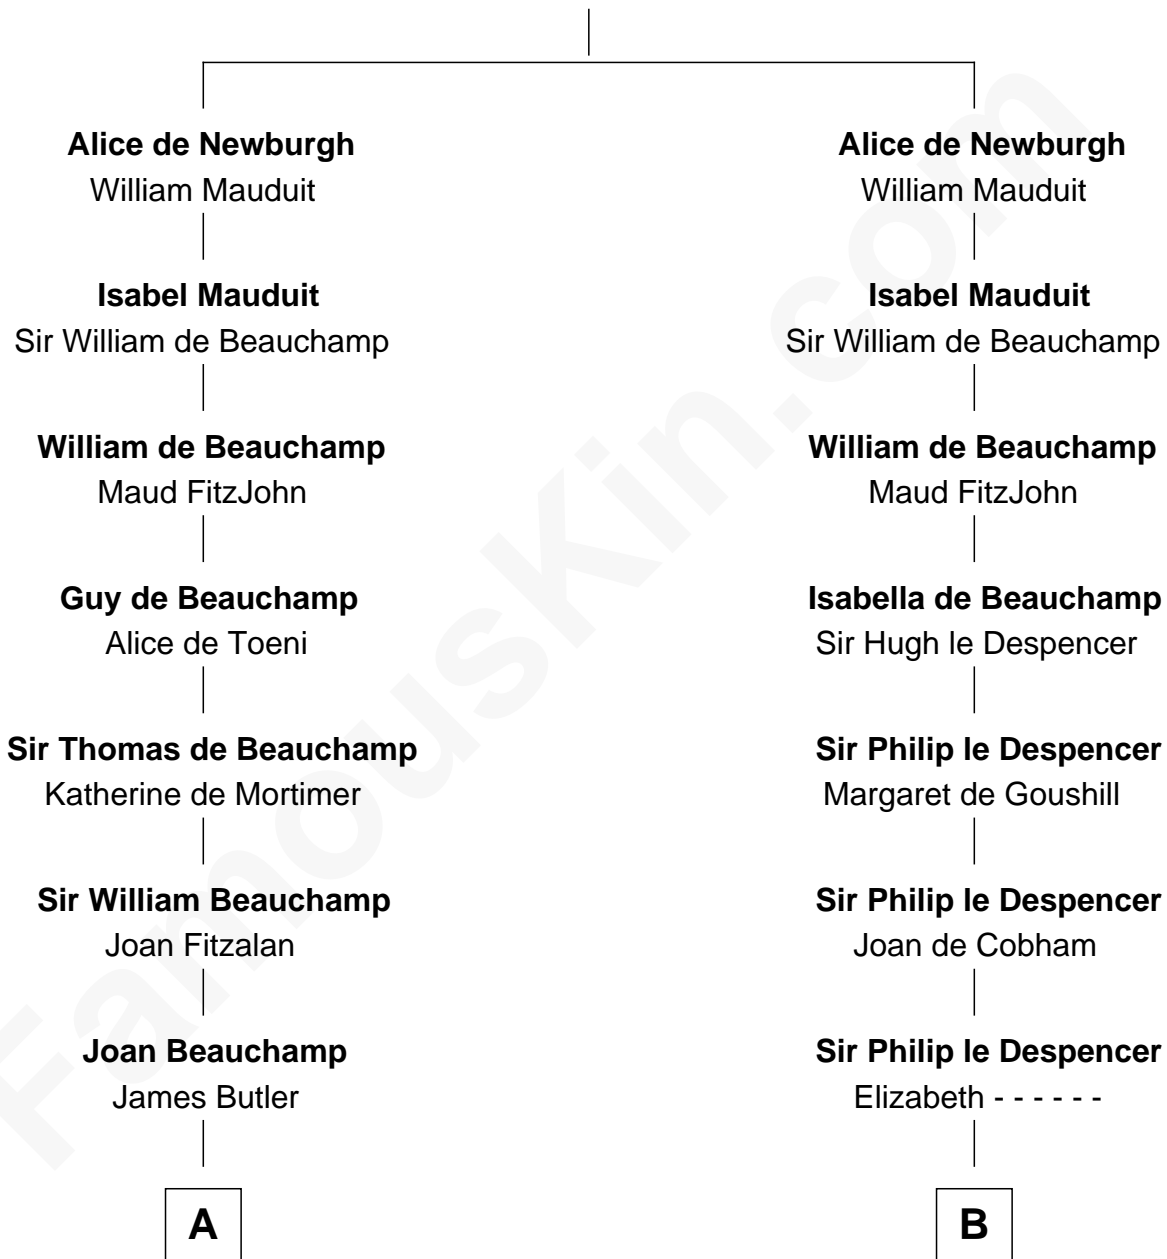 Alice de Newburgh
William Mauduit
Isabel Mauduit
Sir William de Beauchamp
William de Beauchamp
Maud FitzJohn
Guy de Beauchamp
Alice de Toeni
Sir Thomas de Beauchamp
Katherine de Mortimer
Sir William Beauchamp
Joan Fitzalan
Joan Beauchamp
James Butler
A
Alice de Newburgh
William Mauduit
Isabel Mauduit
Sir William de Beauchamp
William de Beauchamp
Maud FitzJohn
Isabella de Beauchamp
Sir Hugh le Despencer
Sir Philip le Despencer
Margaret de Goushill
Sir Philip le Despencer
Joan de Cobham
Sir Philip le Despencer
Elizabeth - - - - - -
B
FamousKin.com